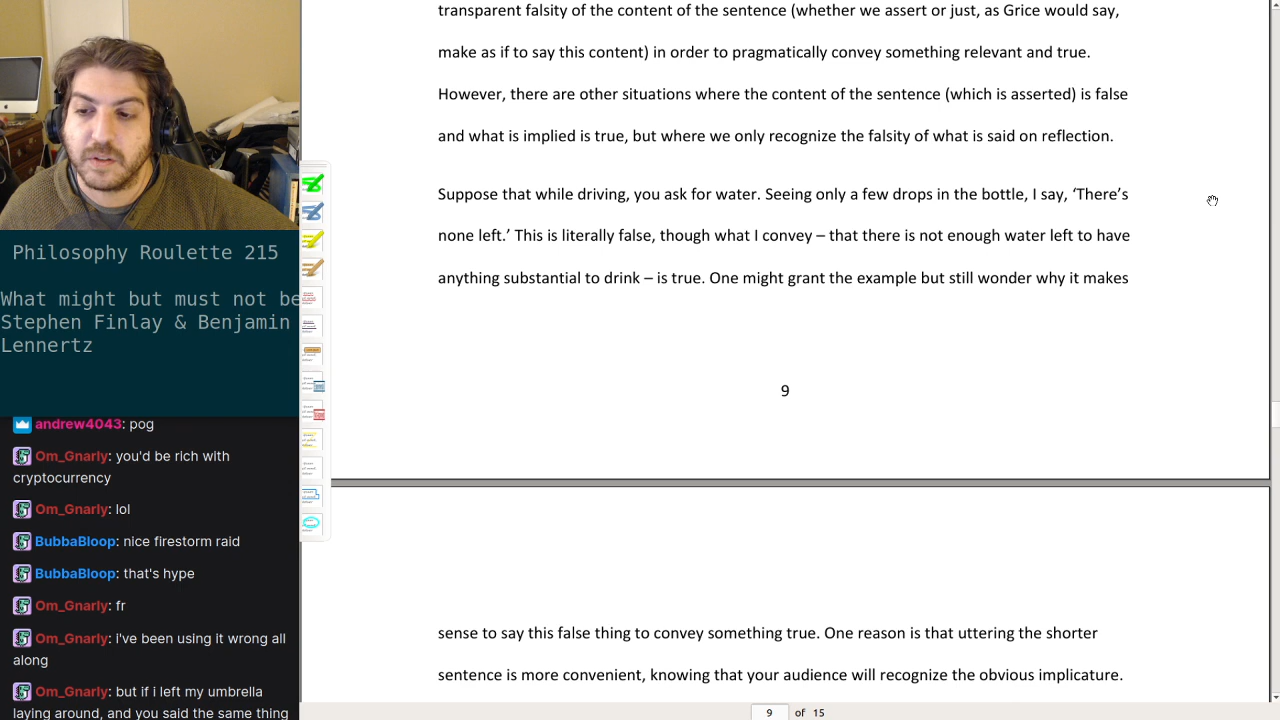 transparent falsity of the content of the sentence (whether we assert or just, as Grice would say,
make as if to say this content) in order to pragmatically convey something relevant and true.
However, there are other situations where the content of the sentence (which is asserted) is false
and what is implied is true, but where we only recognize the falsity of what is said on reflection.
Suppose that while driving, you ask for water. Seeing only a few drops in the bottle, I say, ‘There’s
none left.’ This is literally false, though what I convey – that there is not enough water left to have
anything substantial to drink – is true. One might grant the example but still wonder why it makes
9
sense to say this false thing to convey something true. One reason is that uttering the shorter
sentence is more convenient, knowing that your audience will recognize the obvious implicature.
9 of 15
Philosophy Roulette 215
What might but must not be
Stephen Finlay & Benjamin
Lennertz
andrew4043: pog
Om_Gnarly: you'd be rich with
cryptocurrency
Om_Gnarly: lol
BubbaBloop: nice firestorm raid
BubbaBloop: that's hype
Om_Gnarly: fr
Om_Gnarly: i've been using it wrong all
along
Om_Gnarly: but if i left my umbrella
laying around, and you said the same thing